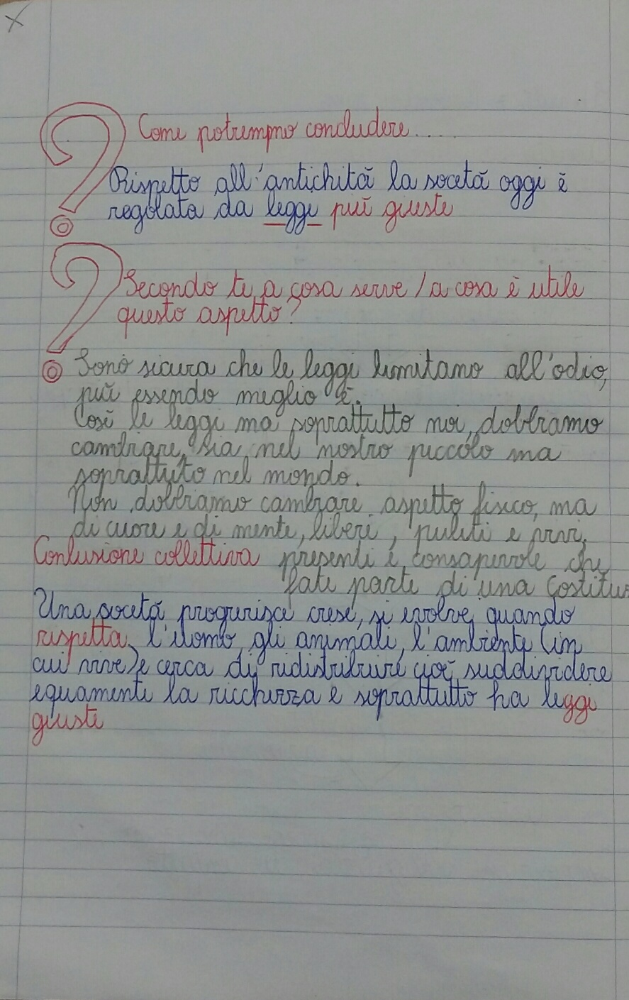 Come potremmo concludere....
Rispetto all'antichità la socetà oggi è
regolata da leggi più giuste
Secondo te a cosa serve / a cosa è utile
questo aspetto?
Sono sicura che le leggi limitano all'odio,
più essendo meglio è.
Così le leggi ma soprattutto noi, dobbiamo
cambiare, sia nel nostro piccolo ma
soprattutto nel mondo.
Non dobbiamo cambiare aspetto fisico, ma
di cuore e di mente, liberi, puliti e vivi,
Conlusione collettiva presenti e consapevole che
fate parte di una Costitu
Una socetà progurisce cresc, si evolve quando
rispetta l'uomo, gli animali, l'ambiente (in
cui vive) e cerca di ridistribuire cioè suddividere
equamente la ricchezza e soprattutto ha leggi
giuste